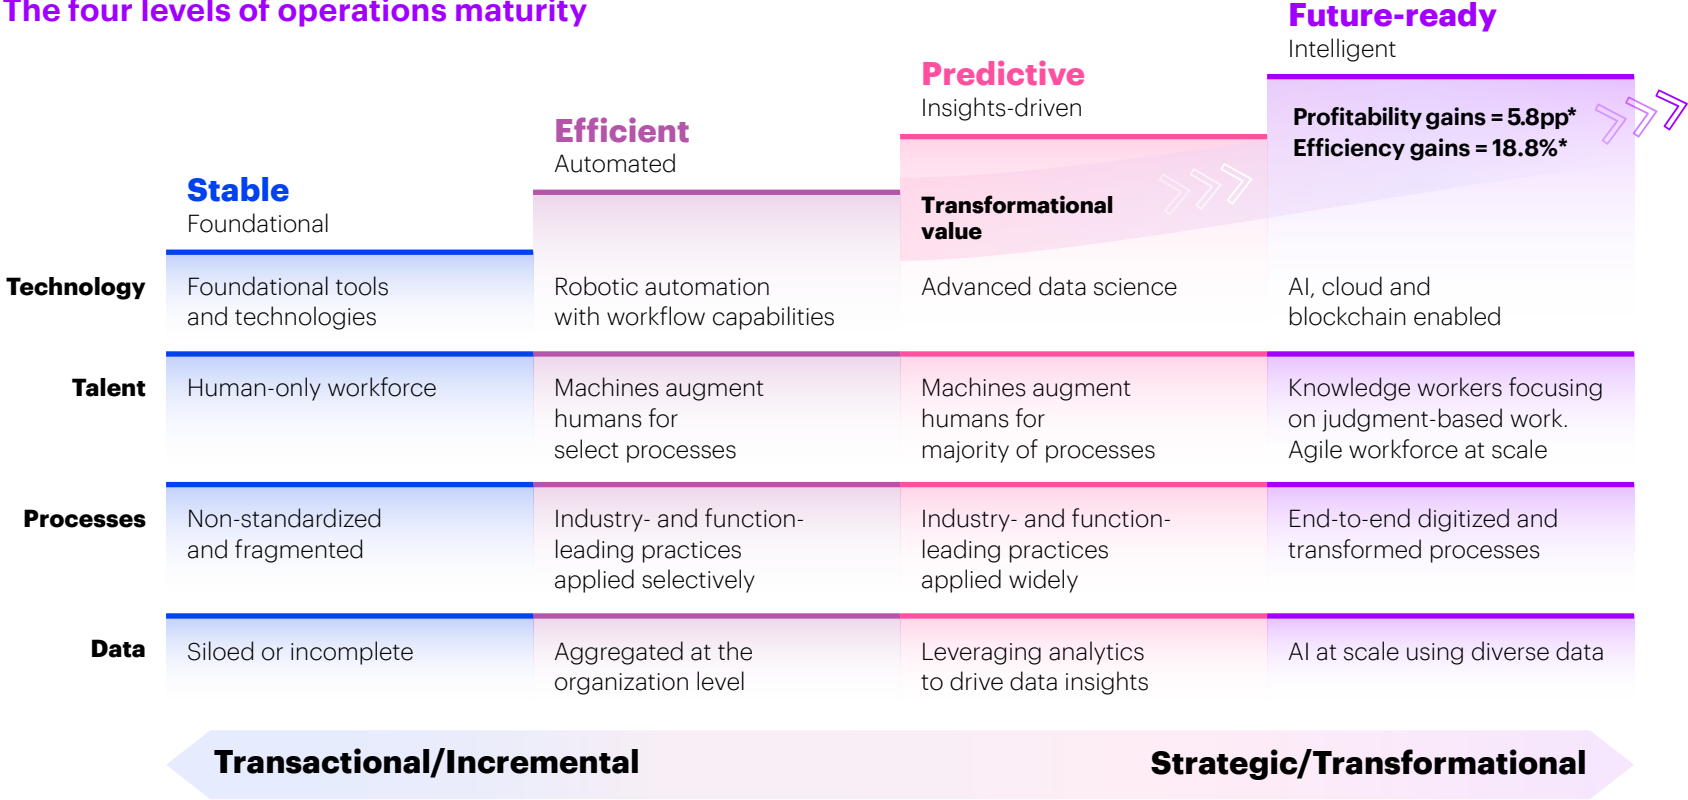 The four levels of operations maturity
Stable
Foundational
Efficient
Automated
Predictive
Insights-driven
Future-ready
Intelligent
Transformational
value
Profitability gains = 5.8pp*
Efficiency gains = 18.8%*
Technology
Foundational tools
and technologies
Robotic automation
with workflow capabilities
Advanced data science
AI, cloud and
blockchain enabled
Talent
Human-only workforce
Machines augment
humans for
select processes
Machines augment
humans for
majority of processes
Knowledge workers focusing
on judgment-based work.
Agile workforce at scale
Processes
Non-standardized
and fragmented
Industry- and function-
leading practices
applied selectively
Industry- and function-
leading practices
applied widely
End-to-end digitized and
transformed processes
Data
Siloed or incomplete
Aggregated at the
organization level
Leveraging analytics
to drive data insights
AI at scale using diverse data
Transactional/Incremental
Strategic/Transformational